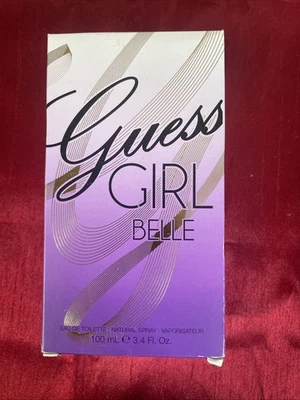 Guess
GIRL
BELLE
EAU DE TOILETTE · NATURAL SPRAY · VAPORISATEUR
100 mL ℮ 3.4 Fl. Oz.